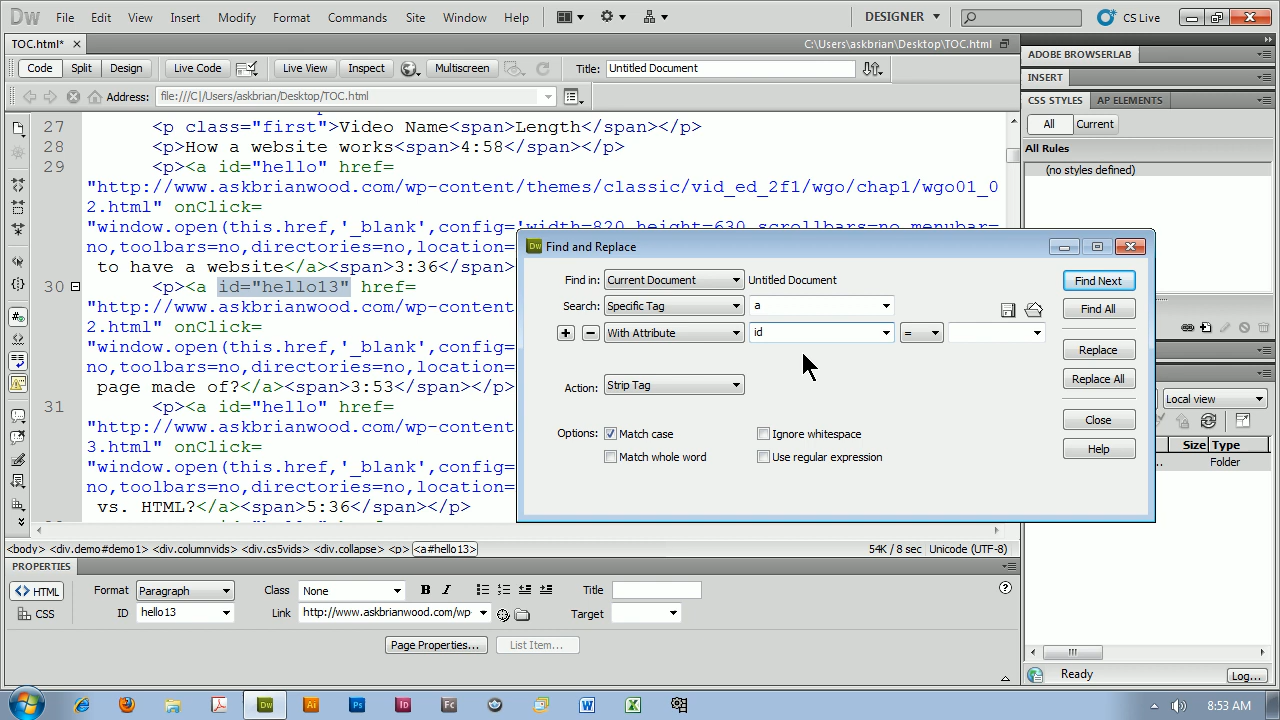 Dw File Edit View Insert Modify Format Commands Site Window Help DESIGNER CS Live
TOC.html* C:\Users\askbrian\Desktop\TOC.html
Code Split Design Live Code Live View Inspect Multiscreen Title: Untitled Document
Address: file:///C|/Users/askbrian/Desktop/TOC.html
27 <p class="first">Video Name<span>Length</span></p>
28 <p>How a website works<span>4:58</span></p>
29 <p><a id="hello" href=
"http://www.askbrianwood.com/wp-content/themes/classic/vid_ed_2f1/wgo/chap1/wgo01_0
2.html" onClick=
"window.open(this.href,'_blank',config='width=820,height=630,scrollbars=no,menubar=
no,toolbars=no,directories=no,location=
to have a website</a><span>3:36</span>
30 <p><a id="hello13" href=
"http://www.askbrianwood.com/wp-content
2.html" onClick=
"window.open(this.href,'_blank',config=
no,toolbars=no,directories=no,location=
page made of?</a><span>3:53</span></p>
31 <p><a id="hello" href=
"http://www.askbrianwood.com/wp-content
3.html" onClick=
"window.open(this.href,'_blank',config=
no,toolbars=no,directories=no,location=
vs. HTML?</a><span>5:36</span></p>
Find and Replace
Find in: Current Document Untitled Document Find Next
Search: Specific Tag a Find All
With Attribute id =
Replace
Action: Strip Tag Replace All
Close
Options: Match case Ignore whitespace
Help
Match whole word Use regular expression
ADOBE BROWSERLAB
INSERT
CSS STYLES AP ELEMENTS
All Current
All Rules
(no styles defined)
Local view
Size Type
Folder
Ready Log...
<body> <div.demo#demo1> <div.columnvids> <div.cs5vids> <div.collapse> <p> <a#hello13> 54K / 8 sec Unicode (UTF-8)
PROPERTIES
HTML Format Paragraph Class None B I Title
CSS ID hello13 Link http://www.askbrianwood.com/wp- Target
Page Properties... List Item...
Dw Ai Ps Id Fc W X 8:53 AM